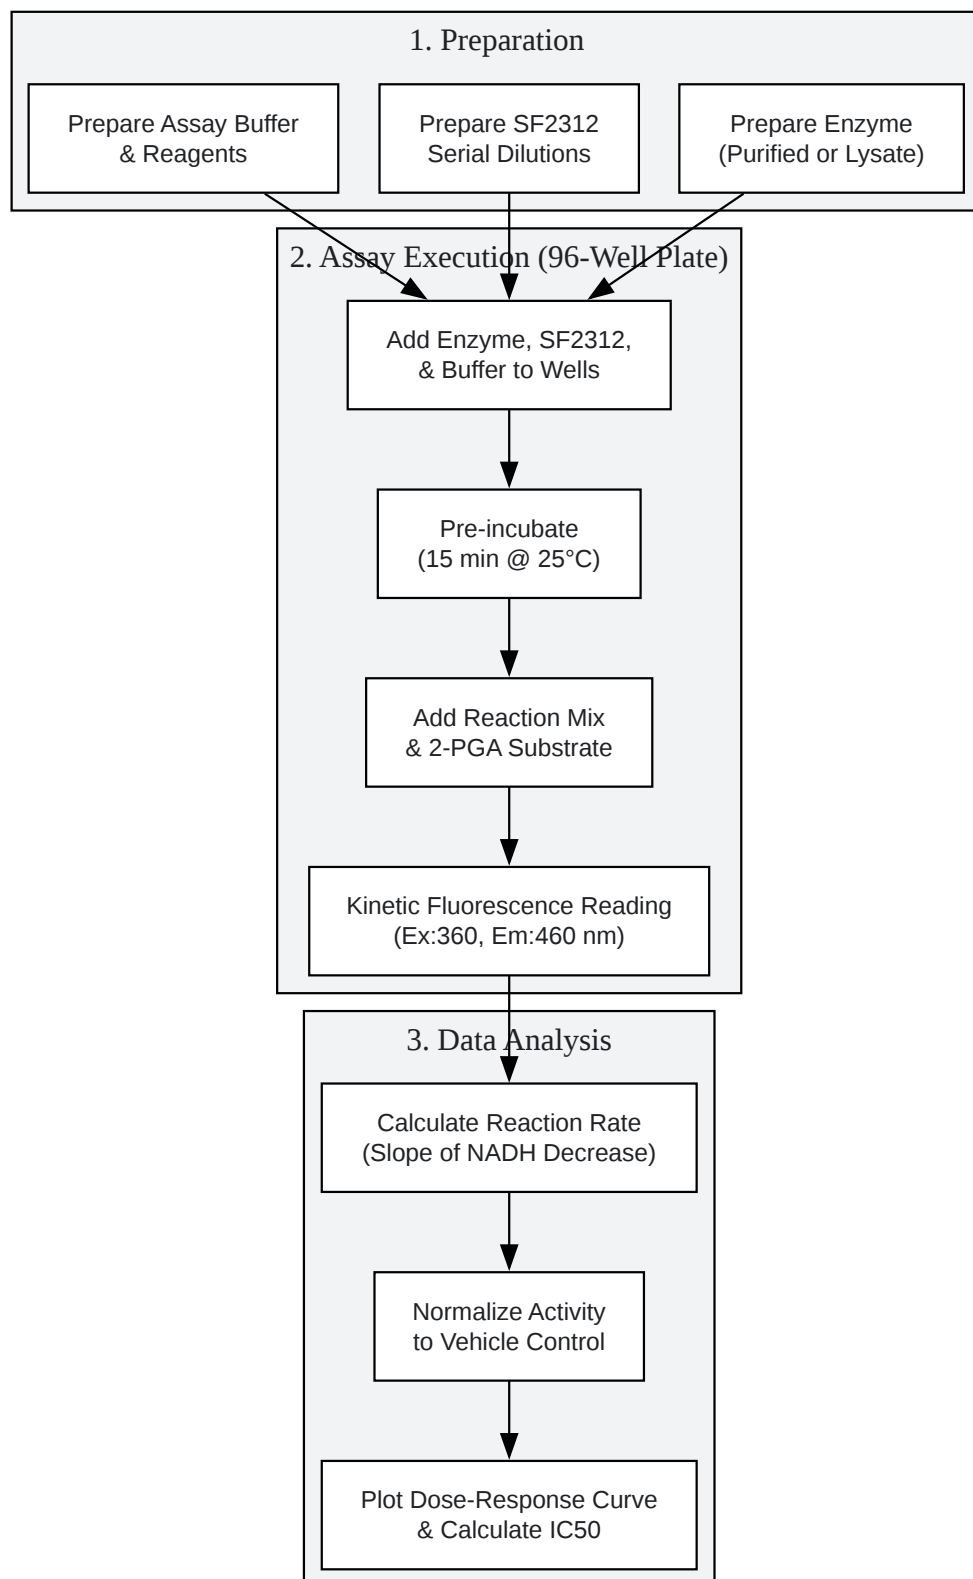 1. Preparation
Prepare Assay Buffer
& Reagents
Prepare SF2312
Serial Dilutions
Prepare Enzyme
(Purified or Lysate)
2. Assay Execution (96-Well Plate)
Add Enzyme, SF2312,
& Buffer to Wells
Pre-incubate
(15 min @ 25°C)
Add Reaction Mix
& 2-PGA Substrate
Kinetic Fluorescence Reading
(Ex:360, Em:460 nm)
3. Data Analysis
Calculate Reaction Rate
(Slope of NADH Decrease)
Normalize Activity
to Vehicle Control
Plot Dose-Response Curve
& Calculate IC50